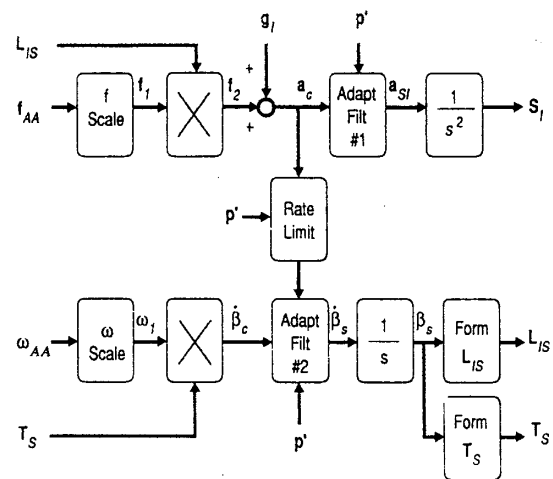 g_I
p'
L_IS
+
f_AA
f Scale
f_1
f_2
+
a_c
Adapt Filt #1
a_SI
1/s^2
S_I
p'
Rate Limit
ω_AA
ω Scale
ω_1
β̇_c
Adapt Filt #2
β̇_s
1/s
β_s
Form L_IS
L_IS
T_S
p'
Form T_S
T_S